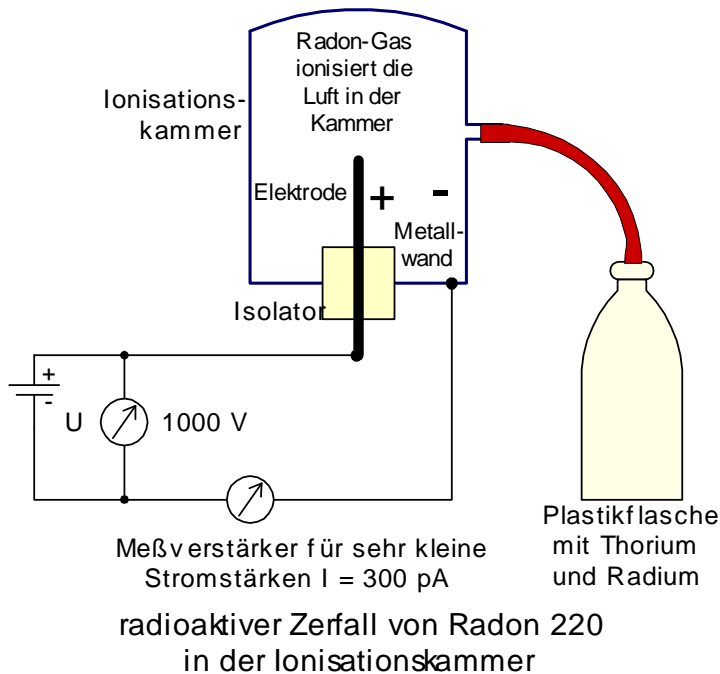 Radon-Gas
ionisiert die
Luft in der
Kammer
Ionisations-
kammer
Elektrode
+
-
Metall-
wand
Isolator
+
-
U
1000 V
Meßverstärker für sehr kleine
Stromstärken I = 300 pA
Plastikflasche
mit Thorium
und Radium
radioaktiver Zerfall von Radon 220
in der Ionisationskammer